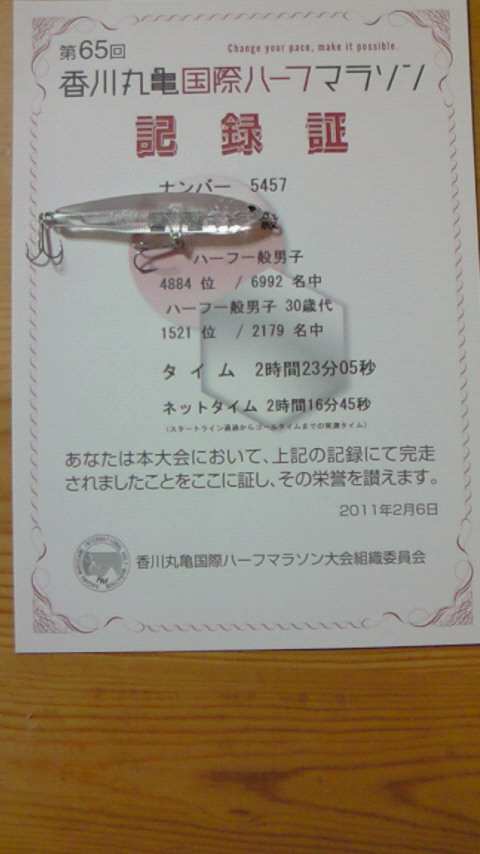 第65回
Change your pace, make it possible.
香川丸亀国際ハーフマラソン
記録証
ナンバー 5457
殿
ハーフ一般男子
4884 位 / 6992 名中
ハーフ一般男子 30歳代
1521 位 / 2179 名中
タイム 2時間23分05秒
ネットタイム 2時間16分45秒
(スタートライン通過からゴールタイムまでの実測タイム)
あなたは本大会において、上記の記録にて完走
されましたことをここに証し、その栄誉を讃えます。
2011年2月6日
香川丸亀国際ハーフマラソン大会組織委員会